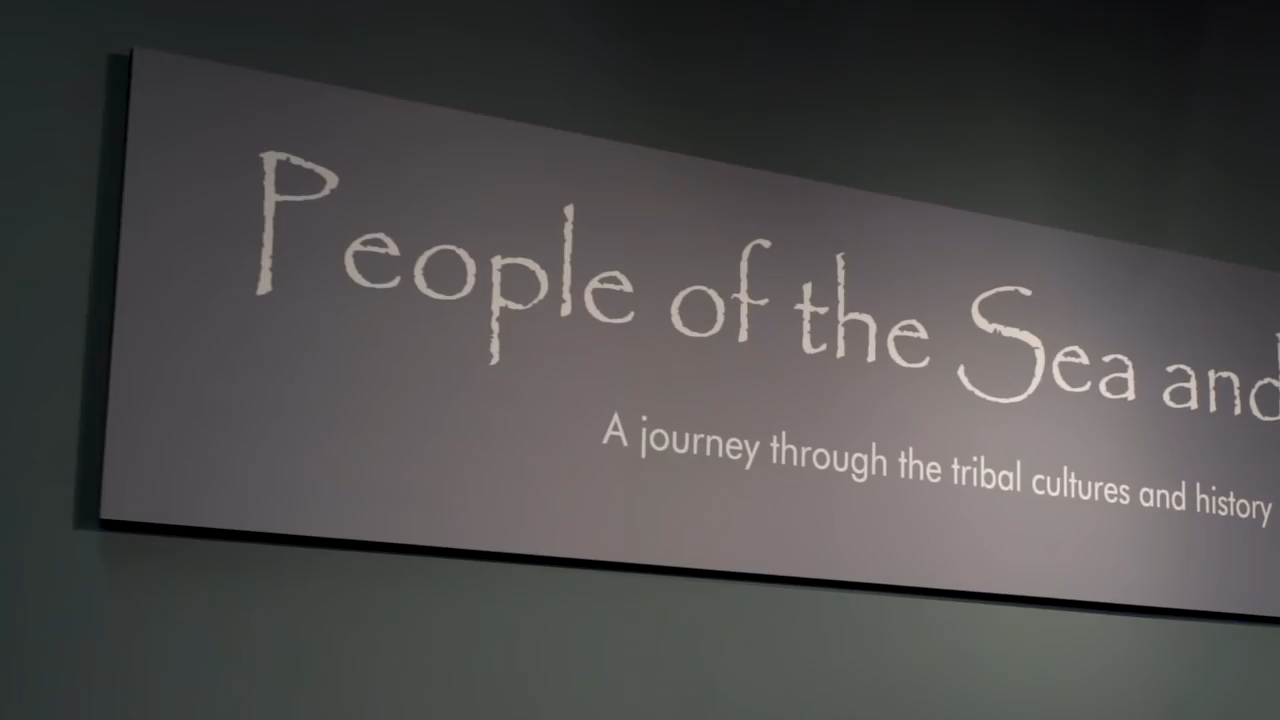 People of the Sea and
A journey through the tribal cultures and history